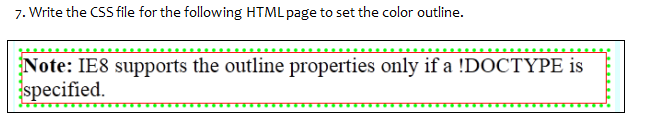 7. Write the CSS file for the following HTML page to set the color outline.
Note: IE8 supports the outline properties only if a !DOCTYPE is
specified.